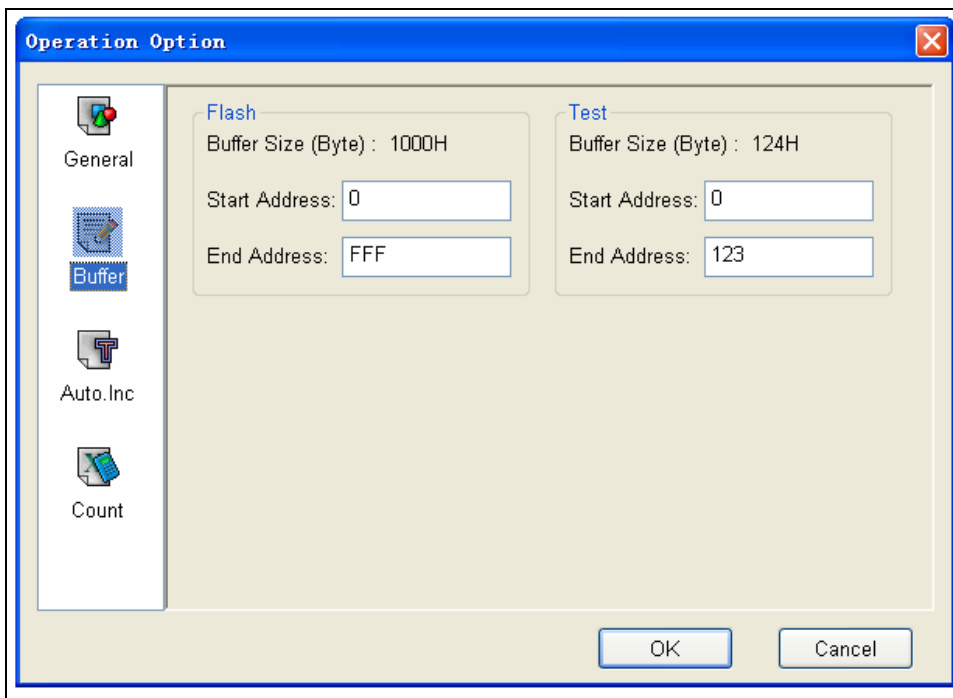 Operation Option
General
Buffer
Auto.Inc
Count
Flash
Buffer Size (Byte) : 1000H
Start Address: 0
End Address: FFF
Test
Buffer Size (Byte) : 124H
Start Address: 0
End Address: 123
OK
Cancel